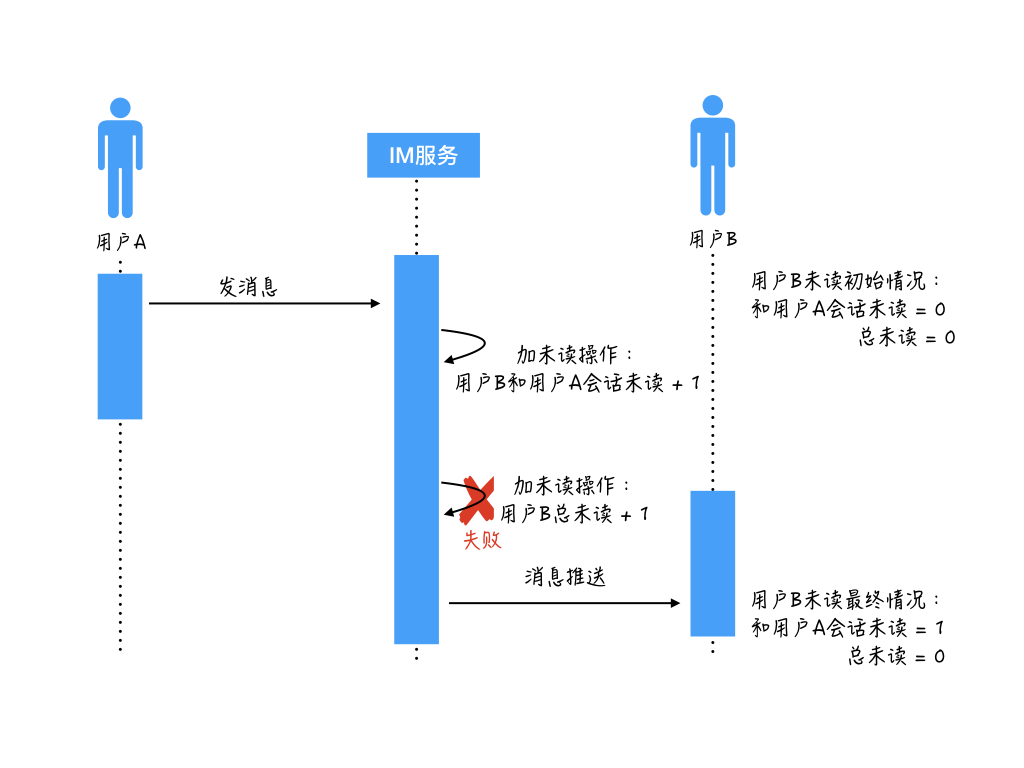 IM服务
用户A
用户B
发消息
用户B未读初始情况：
和用户A会话未读 = 0
总未读 = 0
加未读操作：
用户B和用户A会话未读 + 1
加未读操作：
用户B总未读 + 1
失败
消息推送
用户B未读最终情况：
和用户A会话未读 = 1
总未读 = 0